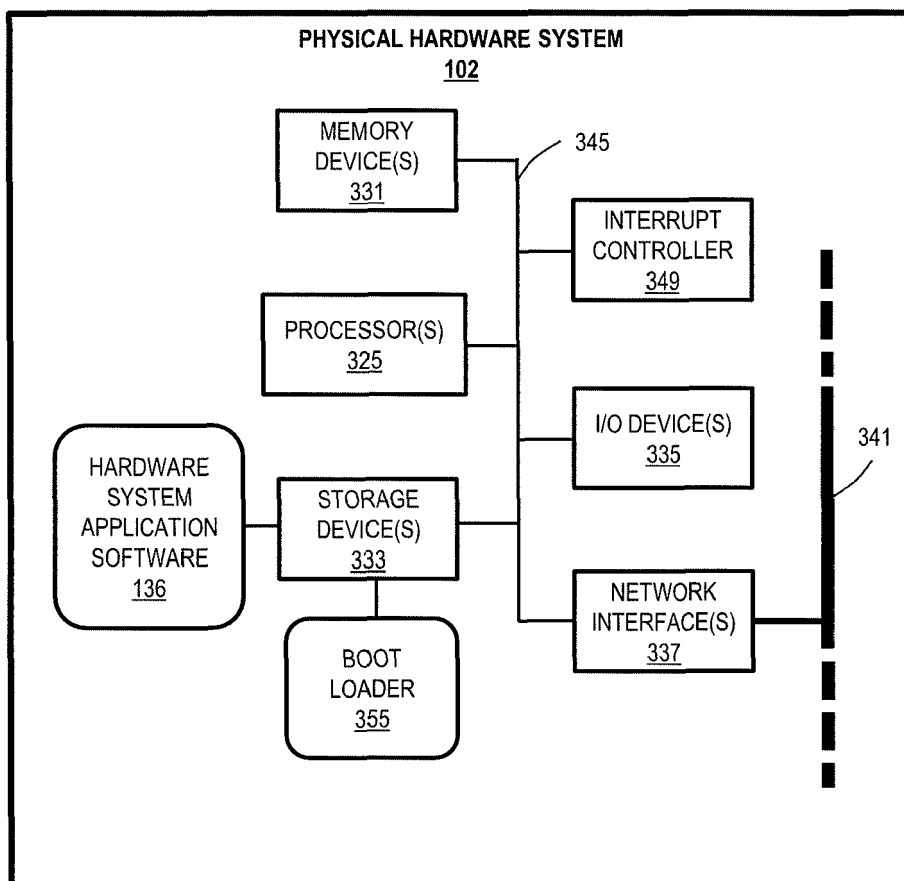 PHYSICAL HARDWARE SYSTEM
102
MEMORY
DEVICE(S)
331
345
INTERRUPT
CONTROLLER
349
PROCESSOR(S)
325
I/O DEVICE(S)
335
341
HARDWARE
SYSTEM
APPLICATION
SOFTWARE
136
STORAGE
DEVICE(S)
333
NETWORK
INTERFACE(S)
337
BOOT
LOADER
355